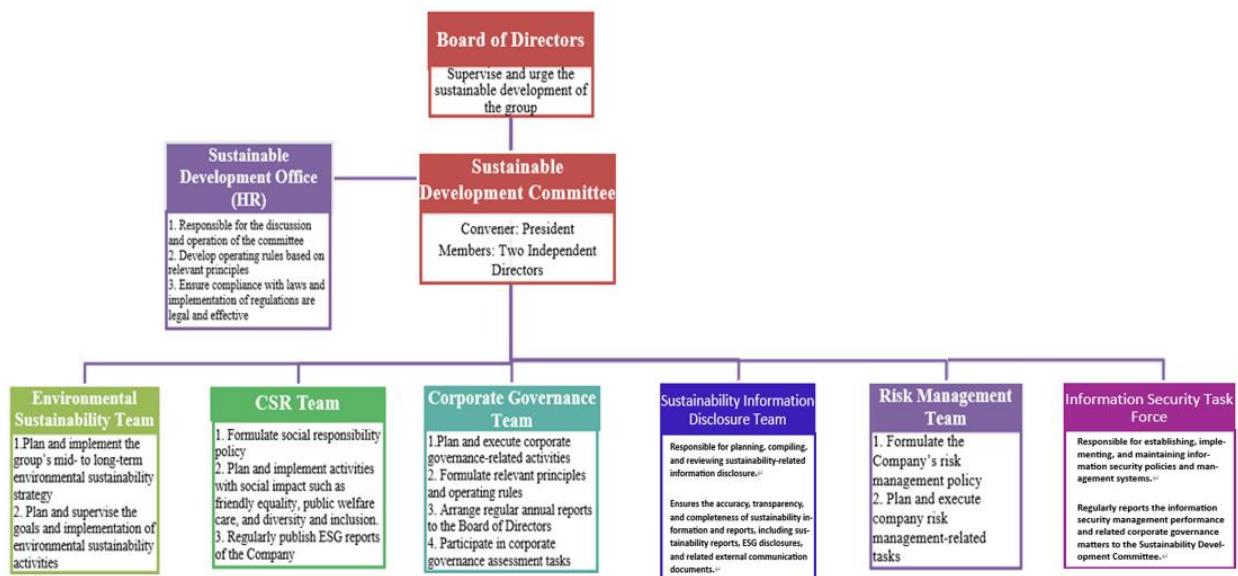 Board of Directors
Supervise and urge the
sustainable development of
the group
Sustainable
Development Office
(HR)
1. Responsible for the discussion
and operation of the committee
2. Develop operating rules based on
relevant principles
3. Ensure compliance with laws and
implementation of regulations are
legal and effective
Sustainable
Development Committee
Convener: President
Members: Two Independent
Directors
Environmental
Sustainability Team
1.Plan and implement the
group's mid- to long-term
environmental sustainability
strategy
2. Plan and supervise the
goals and implementation of
environmental sustainability
activities
CSR Team
1. Formulate social responsibility
policy
2. Plan and implement activities
with social impact such as
friendly equality, public welfare
care, and diversity and inclusion.
3. Regularly publish ESG reports
of the Company
Corporate Governance
Team
1.Plan and execute corporate
governance-related activities
2. Formulate relevant principles
and operating rules
3. Arrange regular annual reports
to the Board of Directors
4. Participate in corporate
governance assessment tasks
Sustainability Information
Disclosure Team
Responsible for planning, compiling,
and reviewing sustainability-related
information disclosure.↵
Ensures the accuracy, transparency,
and completeness of sustainability in-
formation and reports, including sus-
tainability reports, ESG disclosures,
and related external communication
documents.↵
Risk Management
Team
1. Formulate the
Company's risk
management policy
2. Plan and execute
company risk
management-related
tasks
Information Security Task
Force
Responsible for establishing, imple-
menting, and maintaining infor-
mation security policies and man-
agement systems.↵
Regularly reports the information
security management performance
and related corporate governance
matters to the Sustainability Devel-
opment Committee.↵